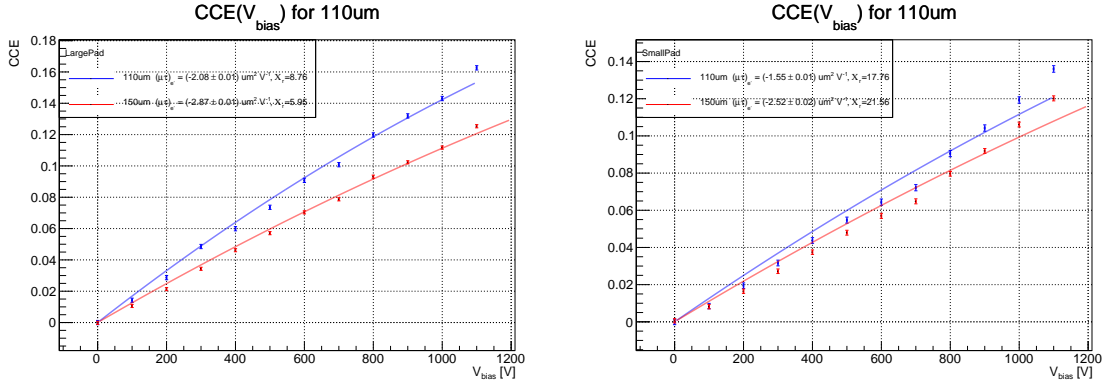 CCE(V_bias) for 110um
CCE
0.18
0.16
0.14
0.12
0.1
0.08
0.06
0.04
0.02
0
LargePad
110um (μτ)_e = (-2.08 ± 0.01) um² V⁻¹, X_r=8.76
150um (μτ)_e = (-2.87 ± 0.01) um² V⁻¹, X_r=5.95
0 200 400 600 800 1000 1200
V_bias [V]
CCE(V_bias) for 110um
CCE
0.14
0.12
0.1
0.08
0.06
0.04
0.02
0
SmallPad
110um (μτ)_e = (-1.55 ± 0.01) um² V⁻¹, X_r=17.76
150um (μτ)_e = (-2.52 ± 0.02) um² V⁻¹, X_r=21.56
0 200 400 600 800 1000 1200
V_bias [V]